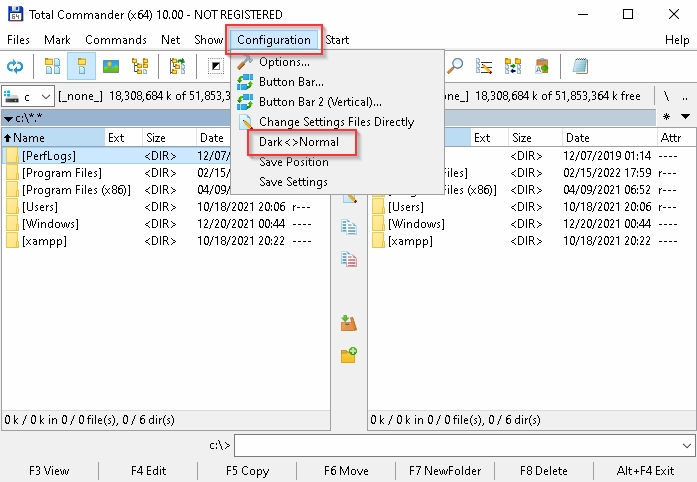 Total Commander (x64) 10.00 - NOT REGISTERED
Files Mark Commands Net Show Configuration Start Help
Options...
Button Bar...
Button Bar 2 (Vertical)...
Change Settings Files Directly
Dark<>Normal
Save Position
Save Settings
c [_none_] 18,308,684 k of 51,853,3
_none_] 18,308,684 k of 51,853,364 k free \ ..
c:\*.*
* ▾
Name Ext Size Date
Date Attr
[PerfLogs] <DIR> 12/07/
<DIR> 12/07/2019 01:14 ----
[Program Files] <DIR> 02/15/
[Program Files] <DIR> 02/15/2022 17:59 r---
[Program Files (x86)] <DIR> 04/09/
[Program Files (x86)] <DIR> 04/09/2021 06:52 r---
[Users] <DIR> 10/18/2021 20:06 r---
[Users] <DIR> 10/18/2021 20:06 r---
[Windows] <DIR> 12/20/2021 00:44 ----
[Windows] <DIR> 12/20/2021 00:44 ----
[xampp] <DIR> 10/18/2021 20:22 ----
[xampp] <DIR> 10/18/2021 20:22 ----
0 k / 0 k in 0 / 0 file(s), 0 / 6 dir(s)
0 k / 0 k in 0 / 0 file(s), 0 / 6 dir(s)
c:\>
F3 View F4 Edit F5 Copy F6 Move F7 NewFolder F8 Delete Alt+F4 Exit